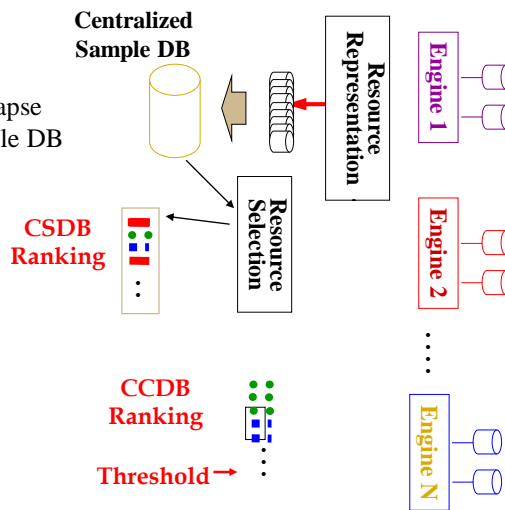 Centralized
Sample DB
apse
le DB
Resource
Representation
Engine 1
CSDB
Ranking
Resource
Selection
Engine 2
CCDB
Ranking
Threshold
Engine N